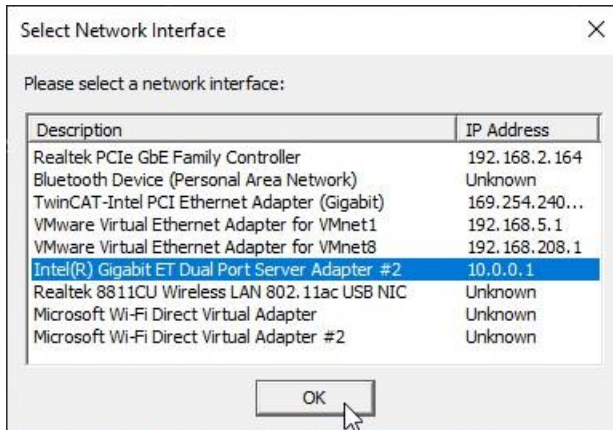 Select Network Interface
Please select a network interface:
Description IP Address
Realtek PCIe GbE Family Controller 192.168.2.164
Bluetooth Device (Personal Area Network) Unknown
TwinCAT-Intel PCI Ethernet Adapter (Gigabit) 169.254.240...
VMware Virtual Ethernet Adapter for VMnet1 192.168.5.1
VMware Virtual Ethernet Adapter for VMnet8 192.168.208.1
Intel(R) Gigabit ET Dual Port Server Adapter #2 10.0.0.1
Realtek 8811CU Wireless LAN 802.11ac USB NIC Unknown
Microsoft Wi-Fi Direct Virtual Adapter Unknown
Microsoft Wi-Fi Direct Virtual Adapter #2 Unknown
OK